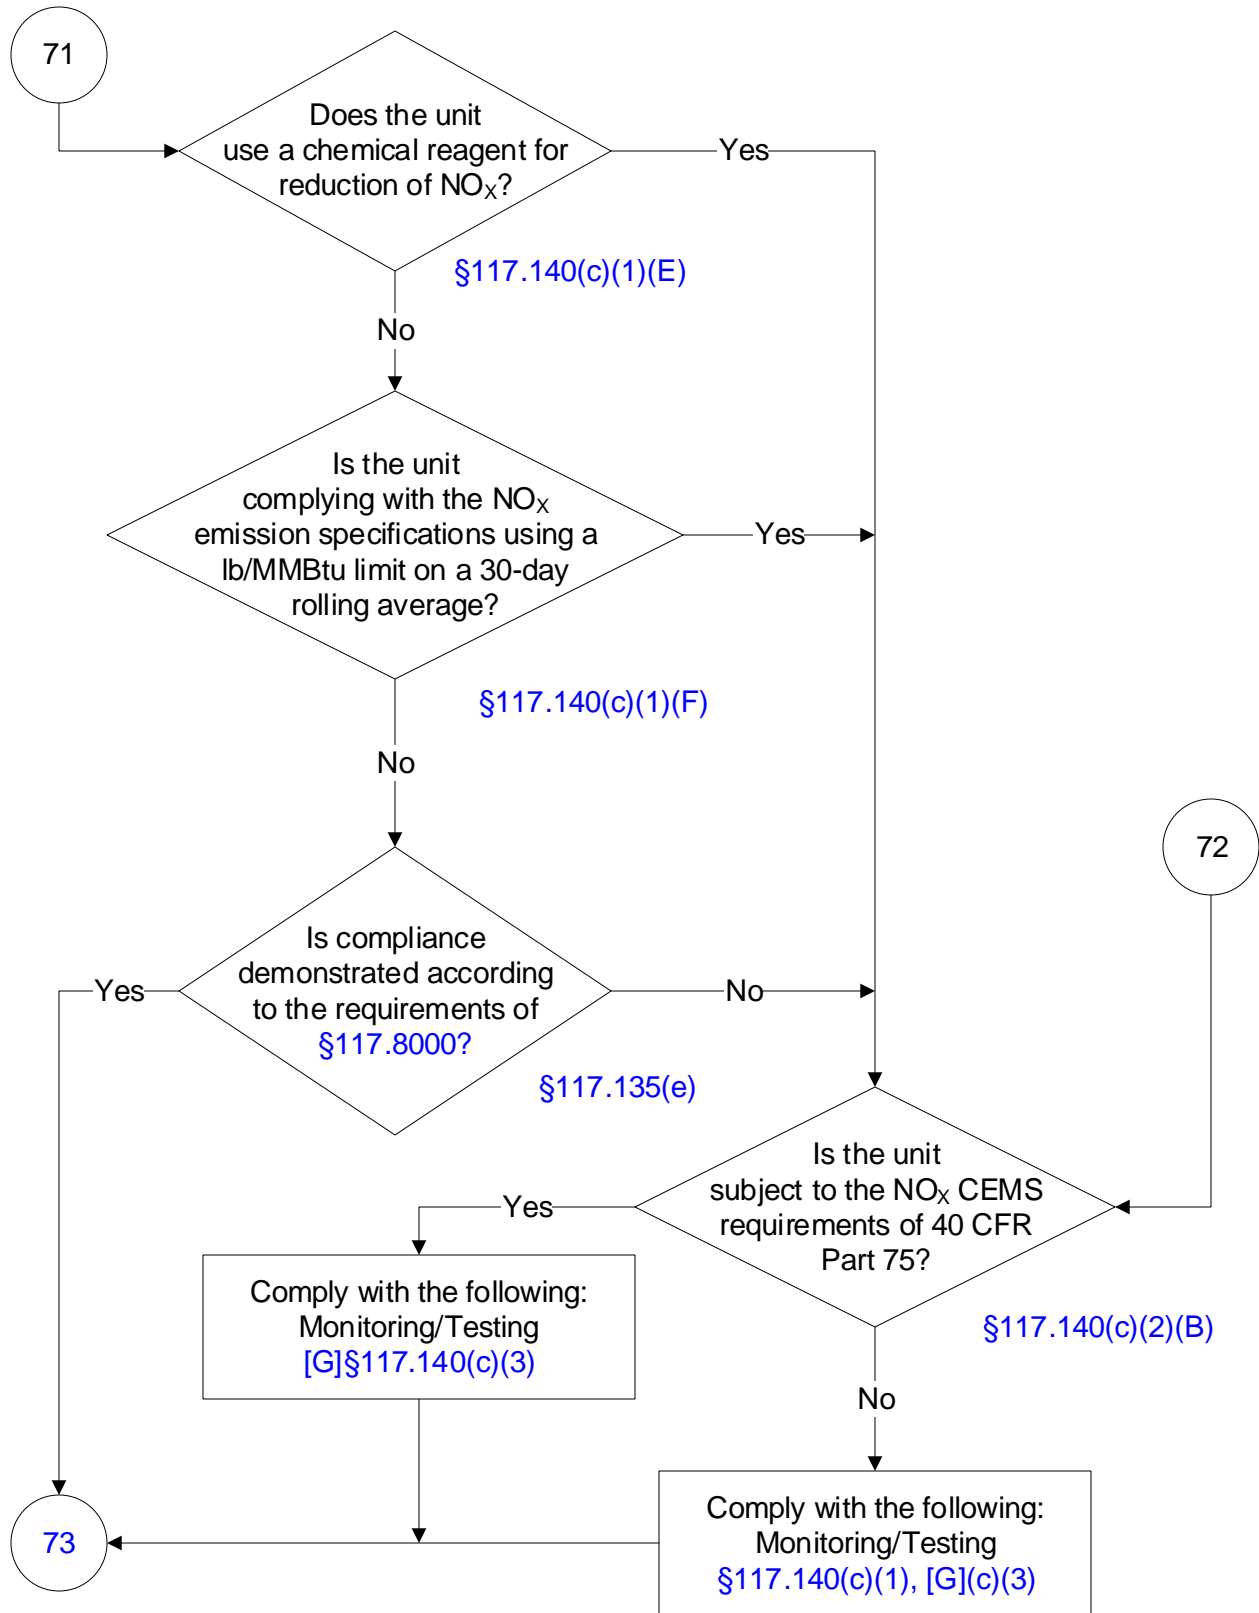 71
Does the unit
use a chemical reagent for
reduction of NOX?
Yes
§117.140(c)(1)(E)
No
Is the unit
complying with the NOX
emission specifications using a
lb/MMBtu limit on a 30-day
rolling average?
Yes
§117.140(c)(1)(F)
No
72
Is compliance
demonstrated according
to the requirements of
§117.8000?
Yes
No
§117.135(e)
Is the unit
subject to the NOX CEMS
requirements of 40 CFR
Part 75?
Yes
§117.140(c)(2)(B)
Comply with the following:
Monitoring/Testing
[G]§117.140(c)(3)
No
Comply with the following:
Monitoring/Testing
§117.140(c)(1), [G](c)(3)
73